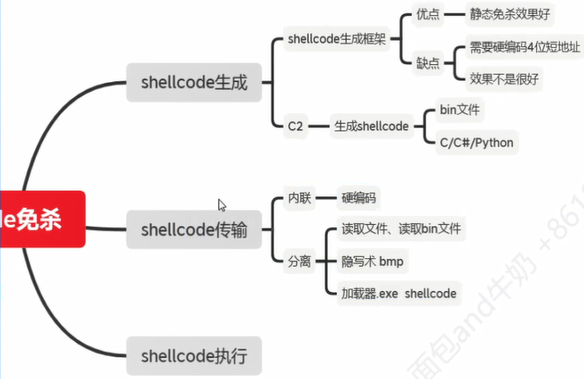 优点
静态免杀效果好
shellcode生成框架
需要硬编码4位短地址
缺点
效果不是很好
shellcode生成
bin文件
C2
生成shellcode
C/C#/Python
de免杀
内联
硬编码
shellcode传输
读取文件、读取bin文件
分离
隐写术 bmp
加载器.exe shellcode
shellcode执行
面包and牛奶 +861